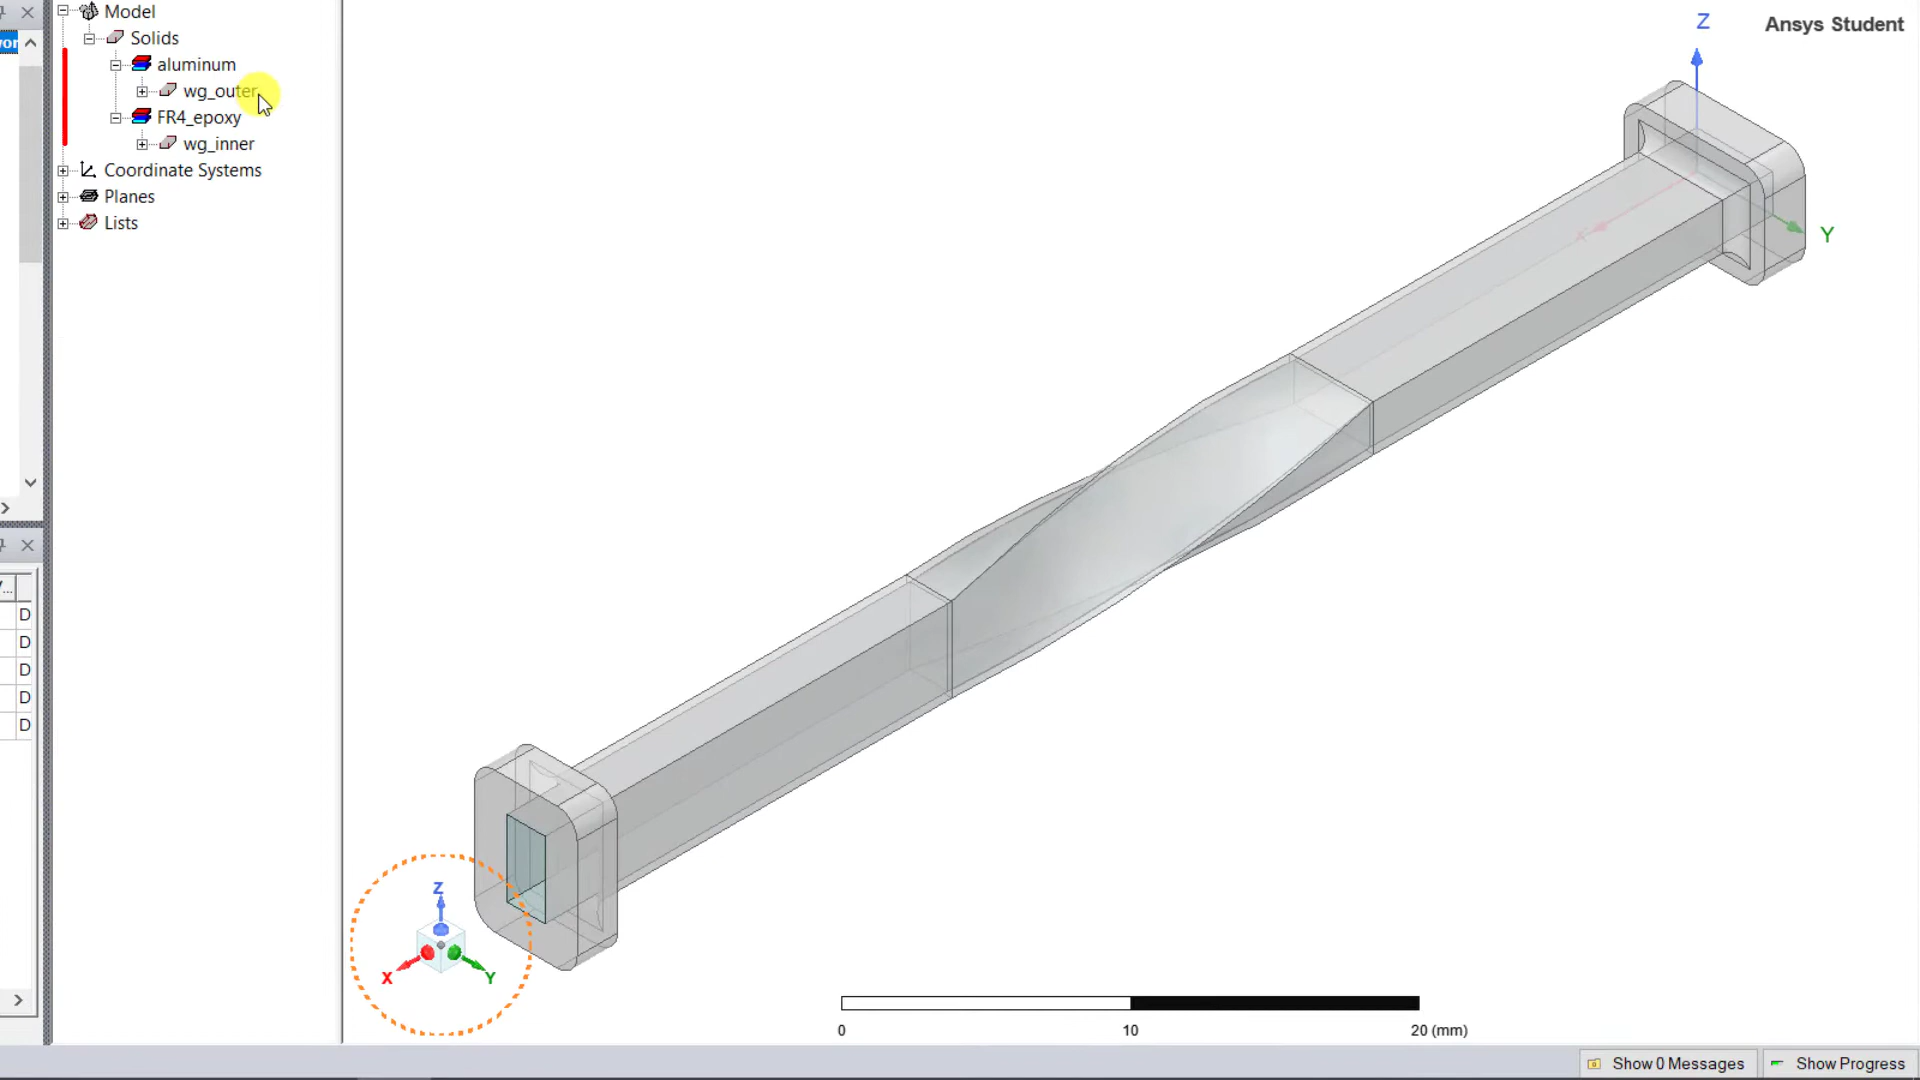 Model
Solids
aluminum
wg_outer
FR4_epoxy
wg_inner
Coordinate Systems
Planes
Lists
D
D
D
D
D
Ansys Student
Z
Y
Z
X
Y
0
10
20 (mm)
Show 0 Messages
Show Progress